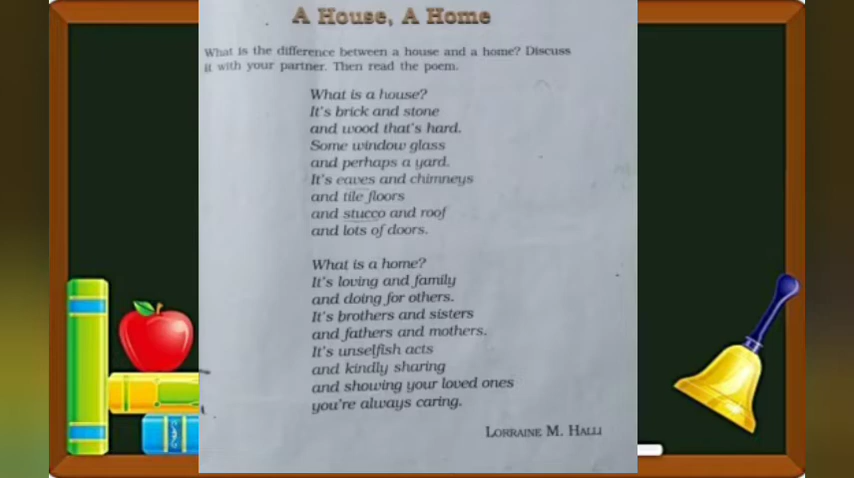 A House, A Home
What is the difference between a house and a home? Discuss
it with your partner. Then read the poem.
What is a house?
It's brick and stone
and wood that's hard.
Some window glass
and perhaps a yard.
It's eaves and chimneys
and tile floors
and stucco and roof
and lots of doors.
What is a home?
It's loving and family
and doing for others.
It's brothers and sisters
and fathers and mothers.
It's unselfish acts
and kindly sharing
and showing your loved ones
you're always caring.
LORRAINE M. HALLI